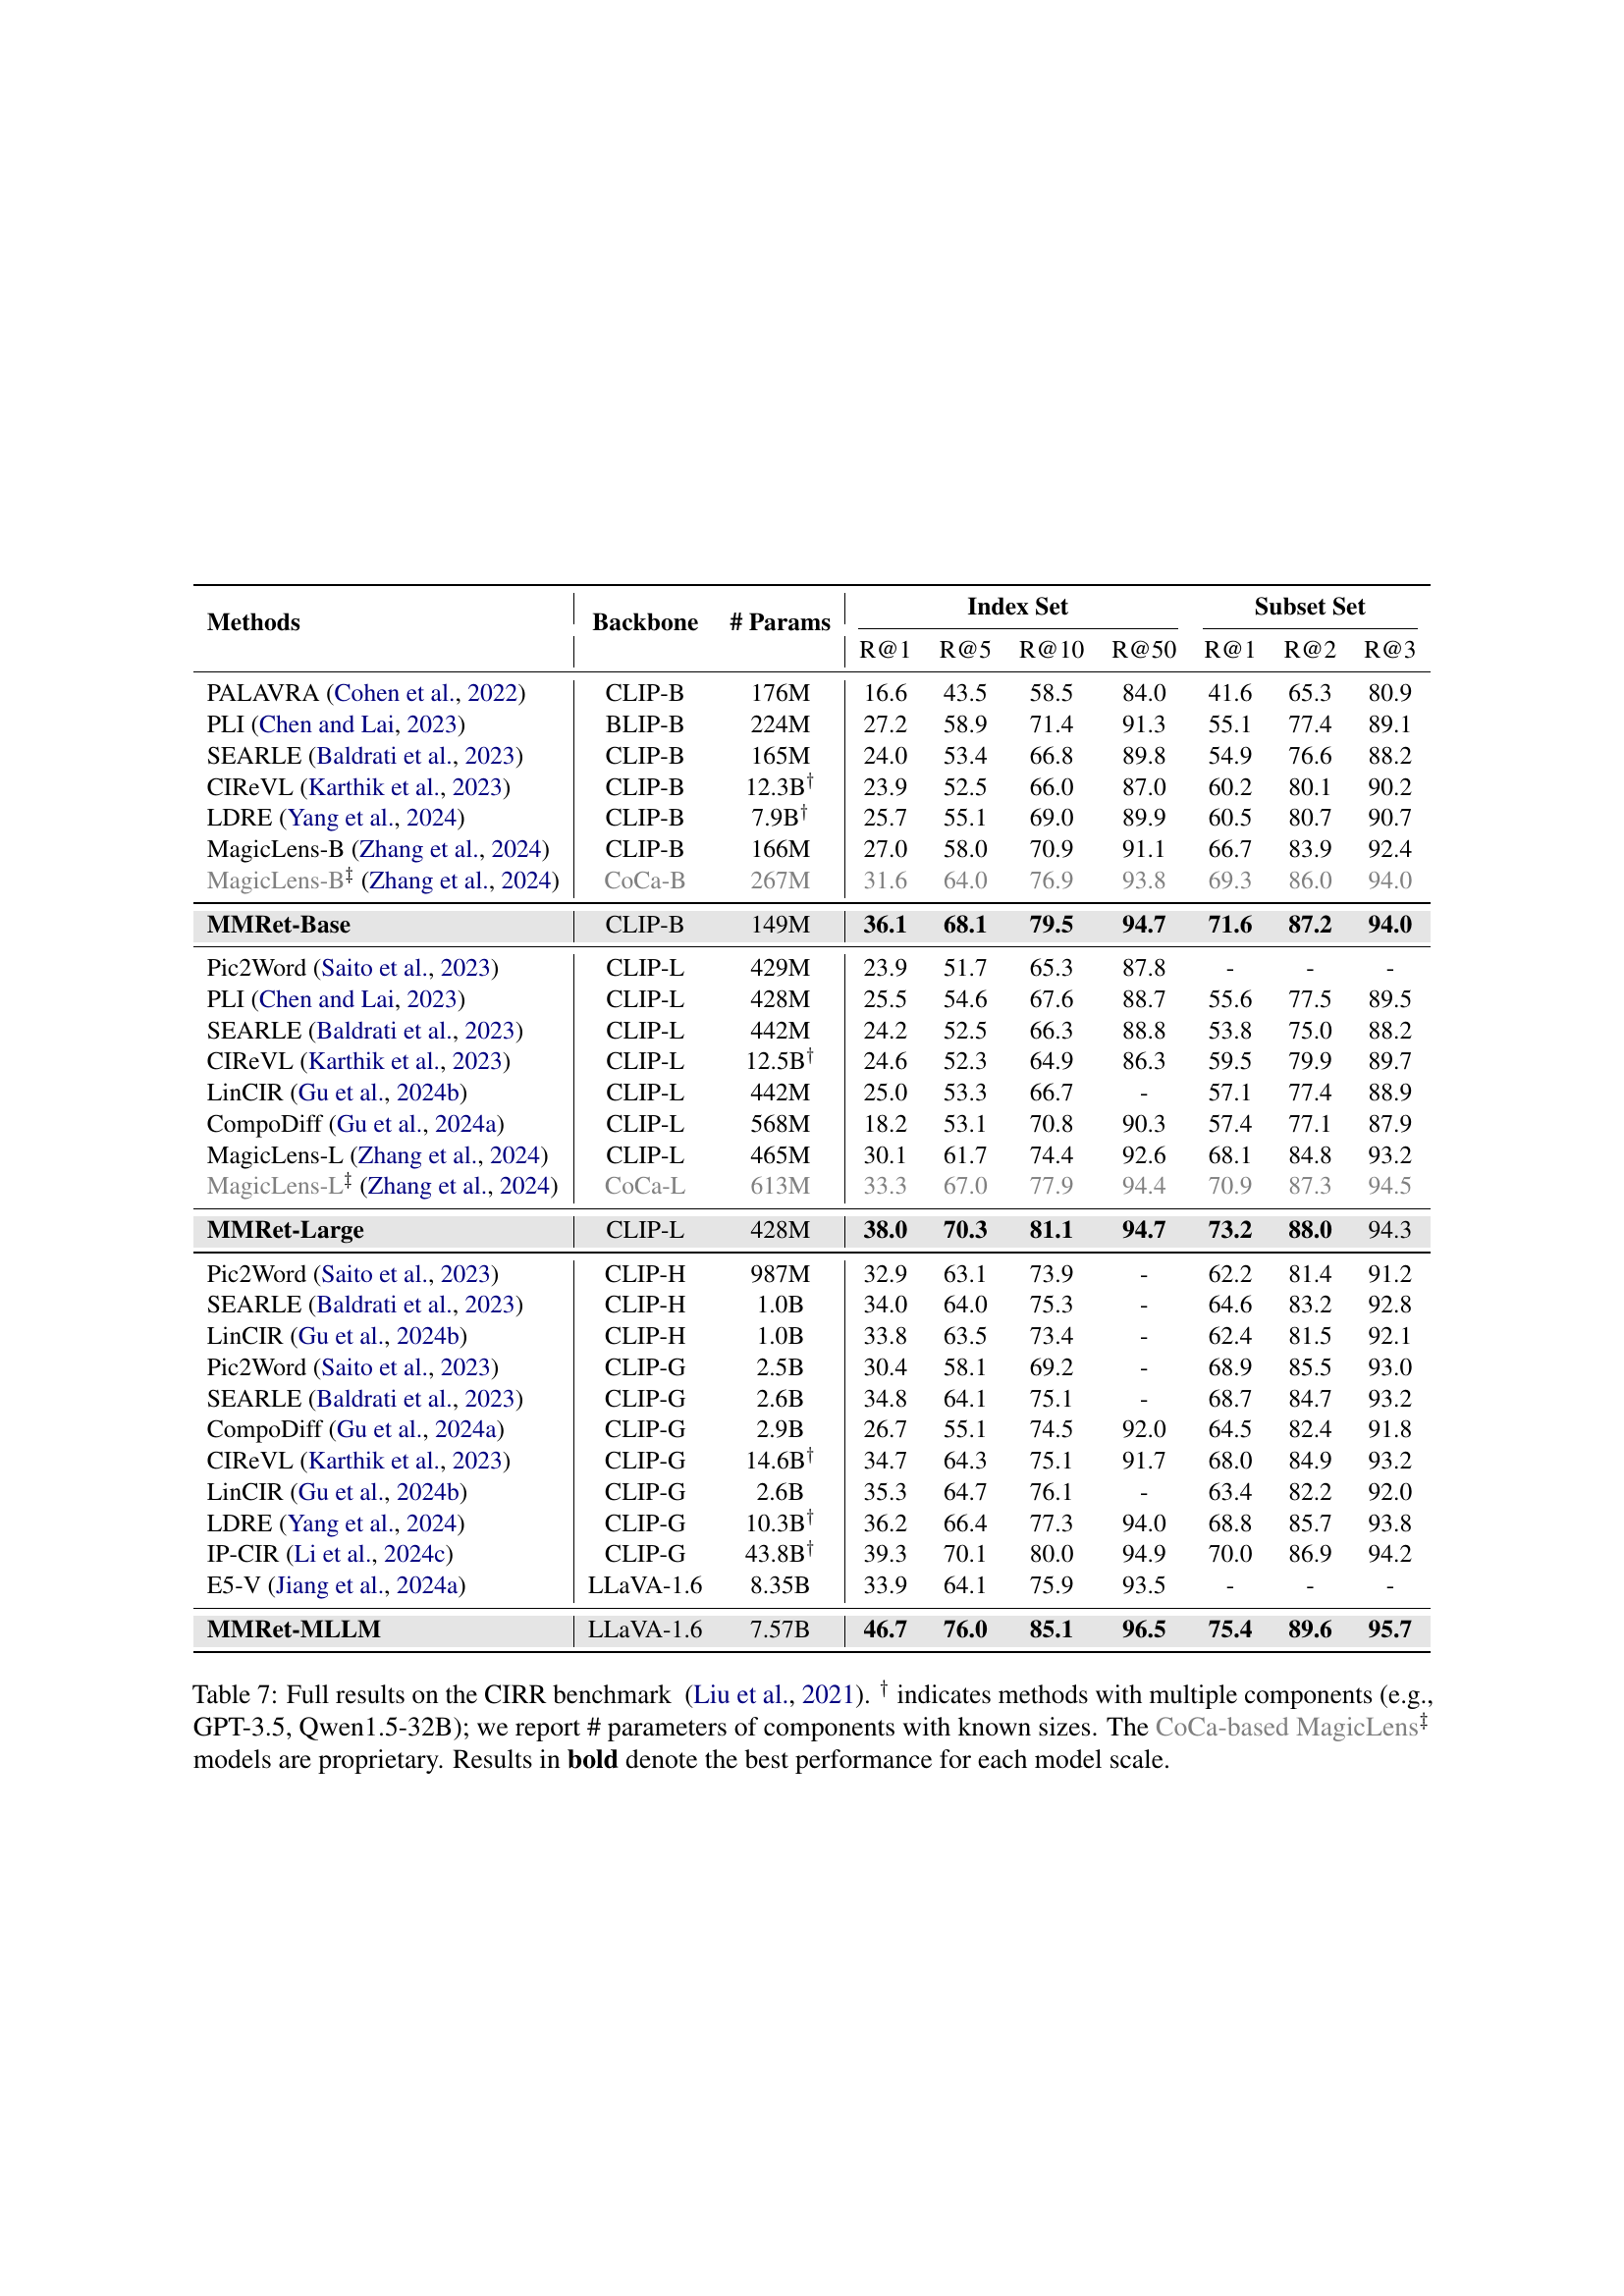 Methods Backbone # Params Index Set Subset Set
R@1 R@5 R@10 R@50 R@1 R@2 R@3
PALAVRA (Cohen et al., 2022) CLIP-B 176M 16.6 43.5 58.5 84.0 41.6 65.3 80.9
PLI (Chen and Lai, 2023) BLIP-B 224M 27.2 58.9 71.4 91.3 55.1 77.4 89.1
SEARLE (Baldrati et al., 2023) CLIP-B 165M 24.0 53.4 66.8 89.8 54.9 76.6 88.2
CIReVL (Karthik et al., 2023) CLIP-B 12.3B† 23.9 52.5 66.0 87.0 60.2 80.1 90.2
LDRE (Yang et al., 2024) CLIP-B 7.9B† 25.7 55.1 69.0 89.9 60.5 80.7 90.7
MagicLens-B (Zhang et al., 2024) CLIP-B 166M 27.0 58.0 70.9 91.1 66.7 83.9 92.4
MagicLens-B‡ (Zhang et al., 2024) CoCa-B 267M 31.6 64.0 76.9 93.8 69.3 86.0 94.0
MMRet-Base CLIP-B 149M 36.1 68.1 79.5 94.7 71.6 87.2 94.0
Pic2Word (Saito et al., 2023) CLIP-L 429M 23.9 51.7 65.3 87.8 - - -
PLI (Chen and Lai, 2023) CLIP-L 428M 25.5 54.6 67.6 88.7 55.6 77.5 89.5
SEARLE (Baldrati et al., 2023) CLIP-L 442M 24.2 52.5 66.3 88.8 53.8 75.0 88.2
CIReVL (Karthik et al., 2023) CLIP-L 12.5B† 24.6 52.3 64.9 86.3 59.5 79.9 89.7
LinCIR (Gu et al., 2024b) CLIP-L 442M 25.0 53.3 66.7 - 57.1 77.4 88.9
CompoDiff (Gu et al., 2024a) CLIP-L 568M 18.2 53.1 70.8 90.3 57.4 77.1 87.9
MagicLens-L (Zhang et al., 2024) CLIP-L 465M 30.1 61.7 74.4 92.6 68.1 84.8 93.2
MagicLens-L‡ (Zhang et al., 2024) CoCa-L 613M 33.3 67.0 77.9 94.4 70.9 87.3 94.5
MMRet-Large CLIP-L 428M 38.0 70.3 81.1 94.7 73.2 88.0 94.3
Pic2Word (Saito et al., 2023) CLIP-H 987M 32.9 63.1 73.9 - 62.2 81.4 91.2
SEARLE (Baldrati et al., 2023) CLIP-H 1.0B 34.0 64.0 75.3 - 64.6 83.2 92.8
LinCIR (Gu et al., 2024b) CLIP-H 1.0B 33.8 63.5 73.4 - 62.4 81.5 92.1
Pic2Word (Saito et al., 2023) CLIP-G 2.5B 30.4 58.1 69.2 - 68.9 85.5 93.0
SEARLE (Baldrati et al., 2023) CLIP-G 2.6B 34.8 64.1 75.1 - 68.7 84.7 93.2
CompoDiff (Gu et al., 2024a) CLIP-G 2.9B 26.7 55.1 74.5 92.0 64.5 82.4 91.8
CIReVL (Karthik et al., 2023) CLIP-G 14.6B† 34.7 64.3 75.1 91.7 68.0 84.9 93.2
LinCIR (Gu et al., 2024b) CLIP-G 2.6B 35.3 64.7 76.1 - 63.4 82.2 92.0
LDRE (Yang et al., 2024) CLIP-G 10.3B† 36.2 66.4 77.3 94.0 68.8 85.7 93.8
IP-CIR (Li et al., 2024c) CLIP-G 43.8B† 39.3 70.1 80.0 94.9 70.0 86.9 94.2
E5-V (Jiang et al., 2024a) LLaVA-1.6 8.35B 33.9 64.1 75.9 93.5 - - -
MMRet-MLLM LLaVA-1.6 7.57B 46.7 76.0 85.1 96.5 75.4 89.6 95.7
Table 7: Full results on the CIRR benchmark (Liu et al., 2021). † indicates methods with multiple components (e.g.,
GPT-3.5, Qwen1.5-32B); we report # parameters of components with known sizes. The CoCa-based MagicLens‡
models are proprietary. Results in bold denote the best performance for each model scale.